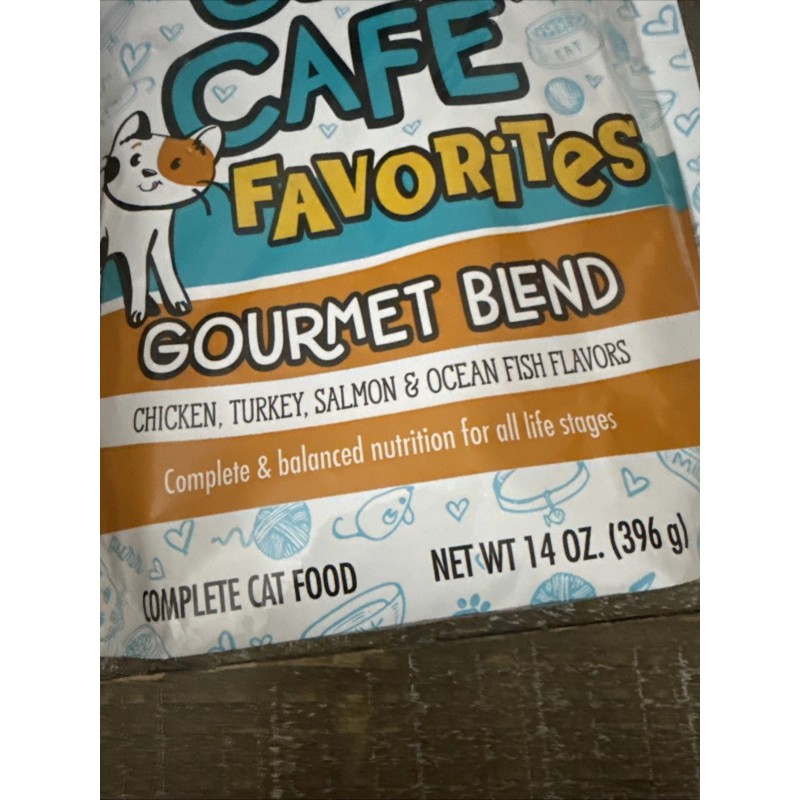 CAFE
FAVORiTes
GOURMET BLEND
CHICKEN, TURKEY, SALMON & OCEAN FISH FLAVORS
Complete & balanced nutrition for all life stages
COMPLETE CAT FOOD
NET WT 14 OZ. (396 g)
EAT